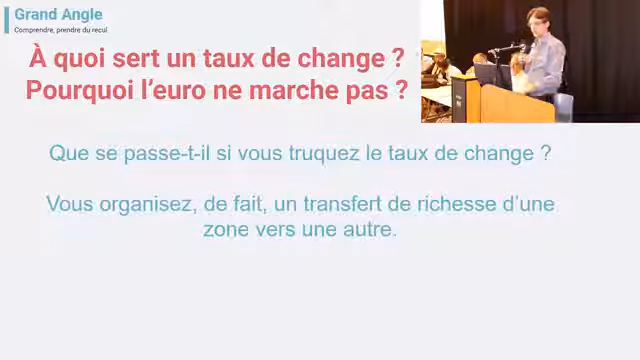 Grand Angle
Comprendre, prendre du recul
À quoi sert un taux de change ?
Pourquoi l'euro ne marche pas ?
Que se passe-t-il si vous truquez le taux de change ?
Vous organisez, de fait, un transfert de richesse d'une
zone vers une autre.